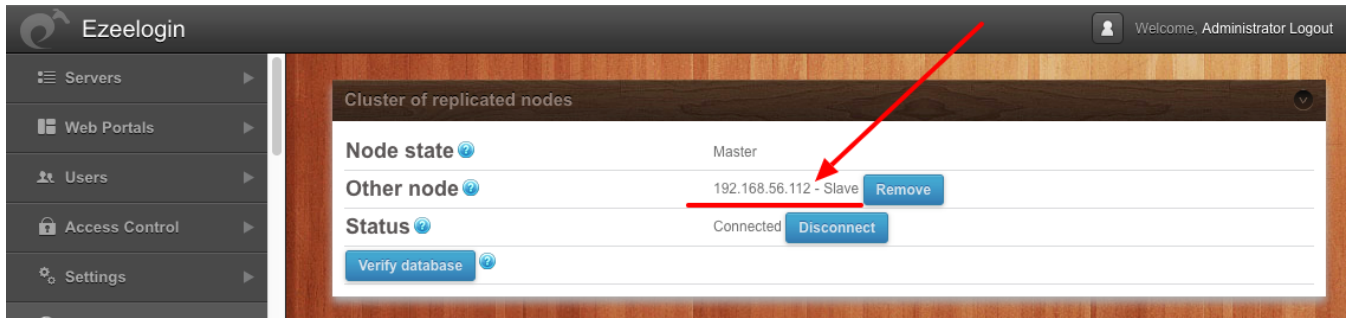 Ezeelogin
Welcome, Administrator Logout
Servers
Web Portals
Users
Access Control
Settings
Cluster of replicated nodes
Node state
Master
Other node
192.168.56.112 - Slave Remove
Status
Connected Disconnect
Verify database